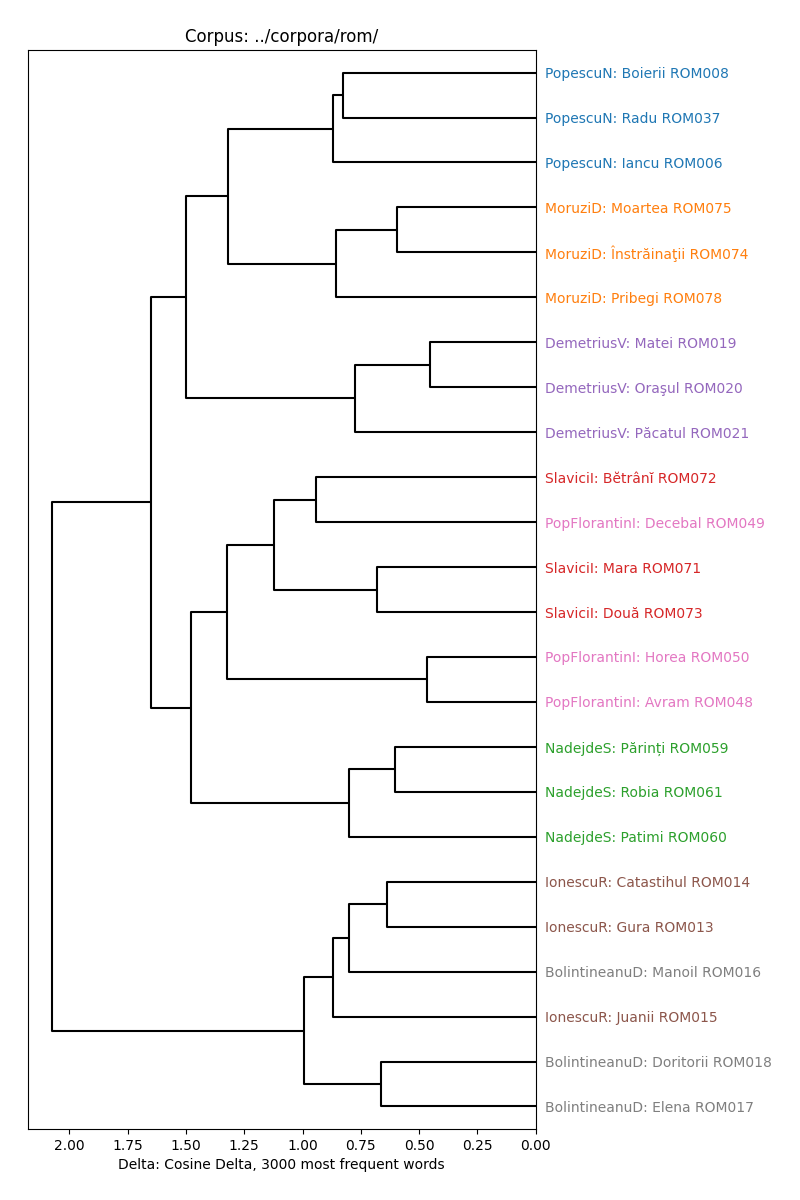 Corpus: ../corpora/rom/
PopescuN: Boierii ROM008
PopescuN: Radu ROM037
PopescuN: Iancu ROM006
MoruziD: Moartea ROM075
MoruziD: Înstrăinaţii ROM074
MoruziD: Pribegi ROM078
DemetriusV: Matei ROM019
DemetriusV: Oraşul ROM020
DemetriusV: Păcatul ROM021
SlaviciI: Bĕtrânĭ ROM072
PopFlorantinI: Decebal ROM049
SlaviciI: Mara ROM071
SlaviciI: Două ROM073
PopFlorantinI: Horea ROM050
PopFlorantinI: Avram ROM048
NadejdeS: Părinți ROM059
NadejdeS: Robia ROM061
NadejdeS: Patimi ROM060
IonescuR: Catastihul ROM014
IonescuR: Gura ROM013
BolintineanuD: Manoil ROM016
IonescuR: Juanii ROM015
BolintineanuD: Doritorii ROM018
BolintineanuD: Elena ROM017
2.00 1.75 1.50 1.25 1.00 0.75 0.50 0.25 0.00
Delta: Cosine Delta, 3000 most frequent words